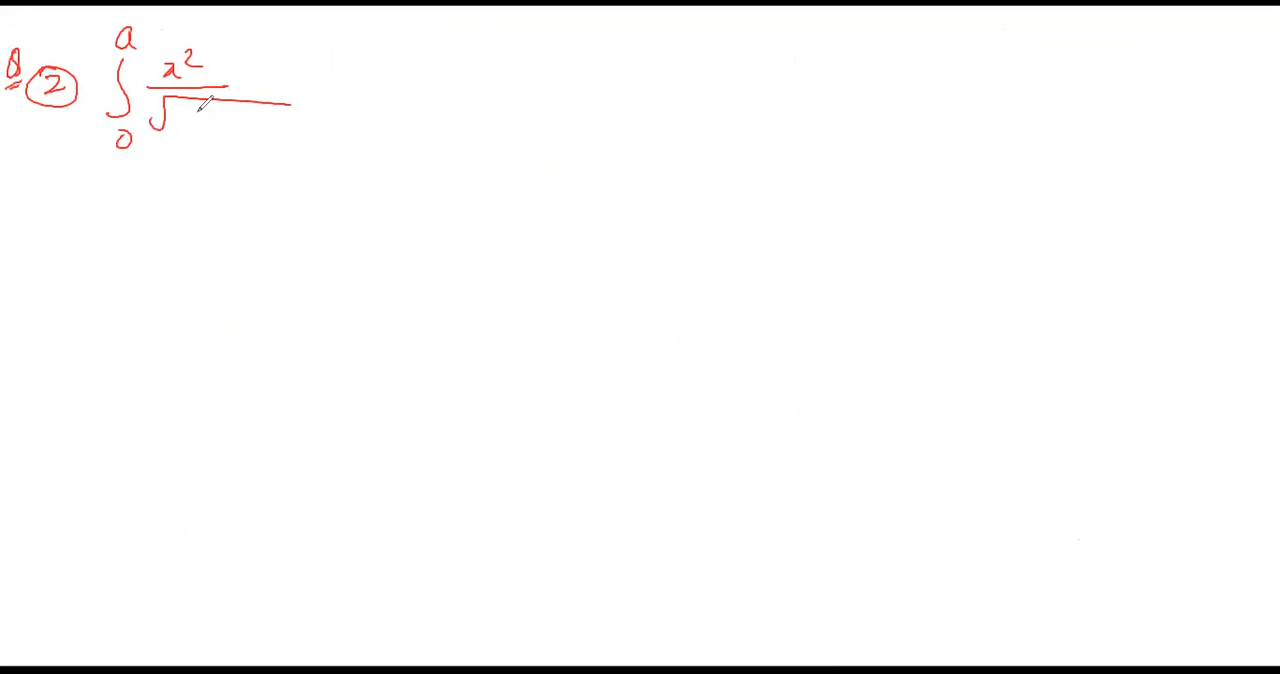 Q ② ∫₀ᵃ x² / √